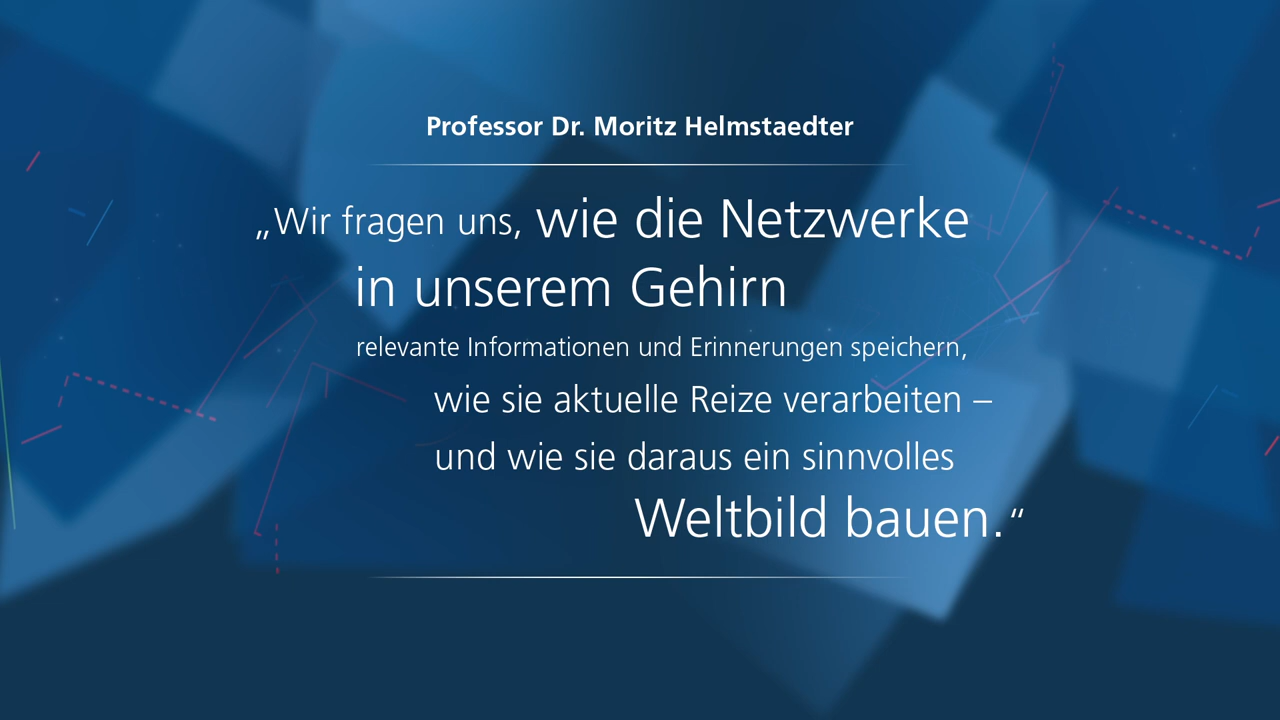 Professor Dr. Moritz Helmstaedter
„Wir fragen uns, wie die Netzwerke
in unserem Gehirn
relevante Informationen und Erinnerungen speichern,
wie sie aktuelle Reize verarbeiten –
und wie sie daraus ein sinnvolles
Weltbild bauen.“